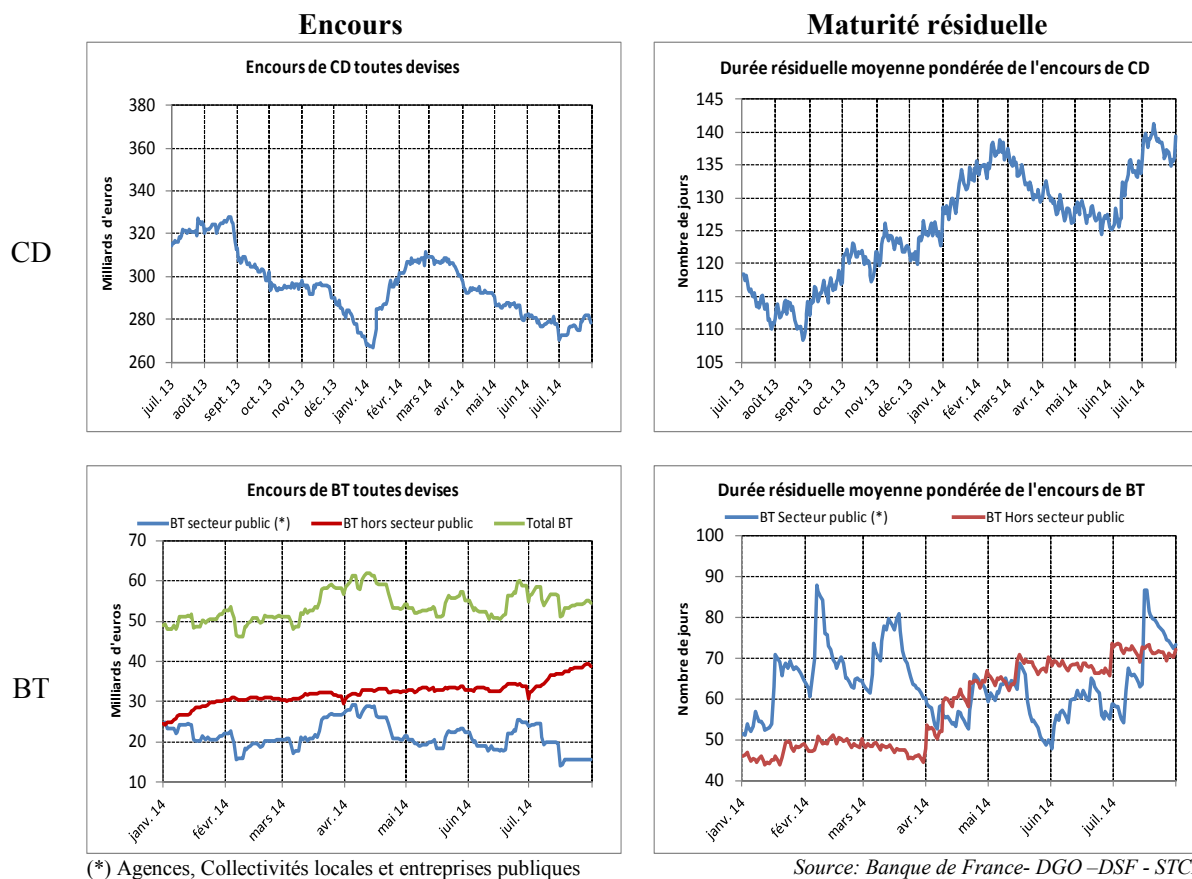 Encours
Maturité résiduelle
CD
Encours de CD toutes devises
Milliards d'euros
380
360
340
320
300
280
260
juil. 13
août 13
sept. 13
oct. 13
nov. 13
déc. 13
janv. 14
févr. 14
mars 14
avr. 14
mai 14
juin 14
juil. 14
Durée résiduelle moyenne pondérée de l'encours de CD
Nombre de jours
145
140
135
130
125
120
115
110
105
juil. 13
août 13
sept. 13
oct. 13
nov. 13
déc. 13
janv. 14
févr. 14
mars 14
avr. 14
mai 14
juin 14
juil. 14
BT
Encours de BT toutes devises
BT secteur public (*) BT hors secteur public Total BT
Milliards d'euros
70
60
50
40
30
20
10
janv. 14
févr. 14
mars 14
avr. 14
mai 14
juin 14
juil. 14
Durée résiduelle moyenne pondérée de l'encours de BT
BT Secteur public (*) BT Hors secteur public
Nombre de jours
100
90
80
70
60
50
40
janv. 14
févr. 14
mars 14
avr. 14
mai 14
juin 14
juil. 14
(*) Agences, Collectivités locales et entreprises publiques
Source: Banque de France- DGO –DSF - STC